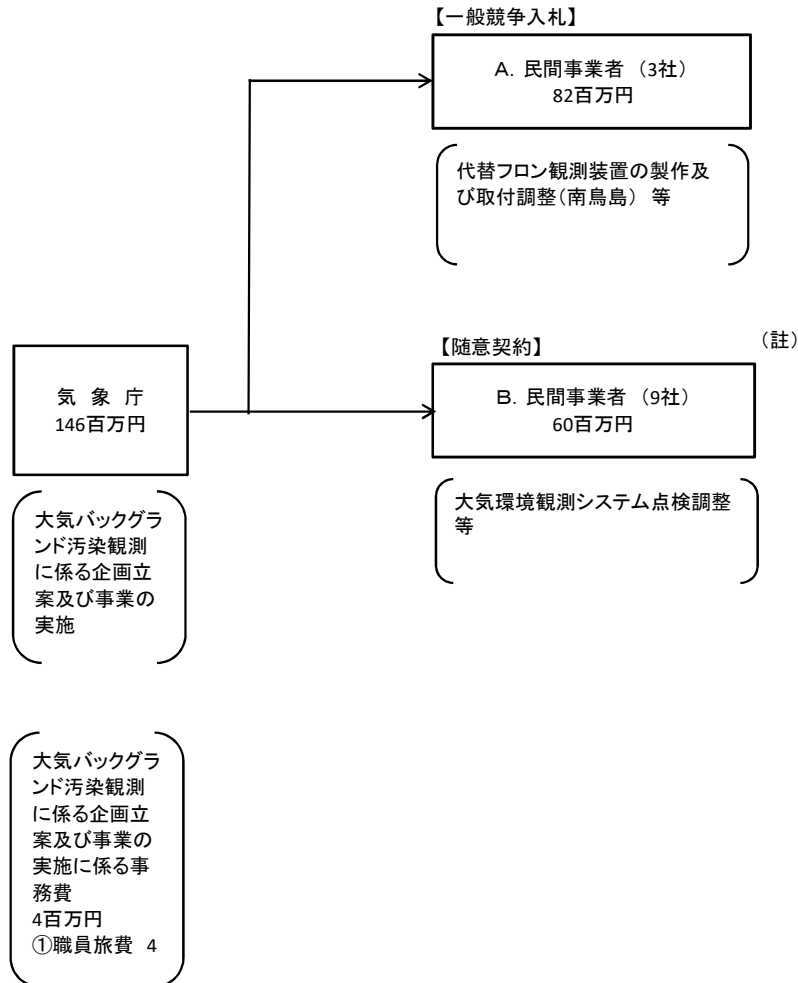 【一般競争入札】
A. 民間事業者 （3社）
82百万円
代替フロン観測装置の製作及
び取付調整(南鳥島) 等
【随意契約】
（註）
B. 民間事業者 （9社）
60百万円
大気環境観測システム点検調整
等
気 象 庁
146百万円
大気バックグラ
ンド汚染観測
に係る企画立
案及び事業の
実施
大気バックグラ
ンド汚染観測
に係る企画立
案及び事業の
実施に係る事
務費
4百万円
①職員旅費 4